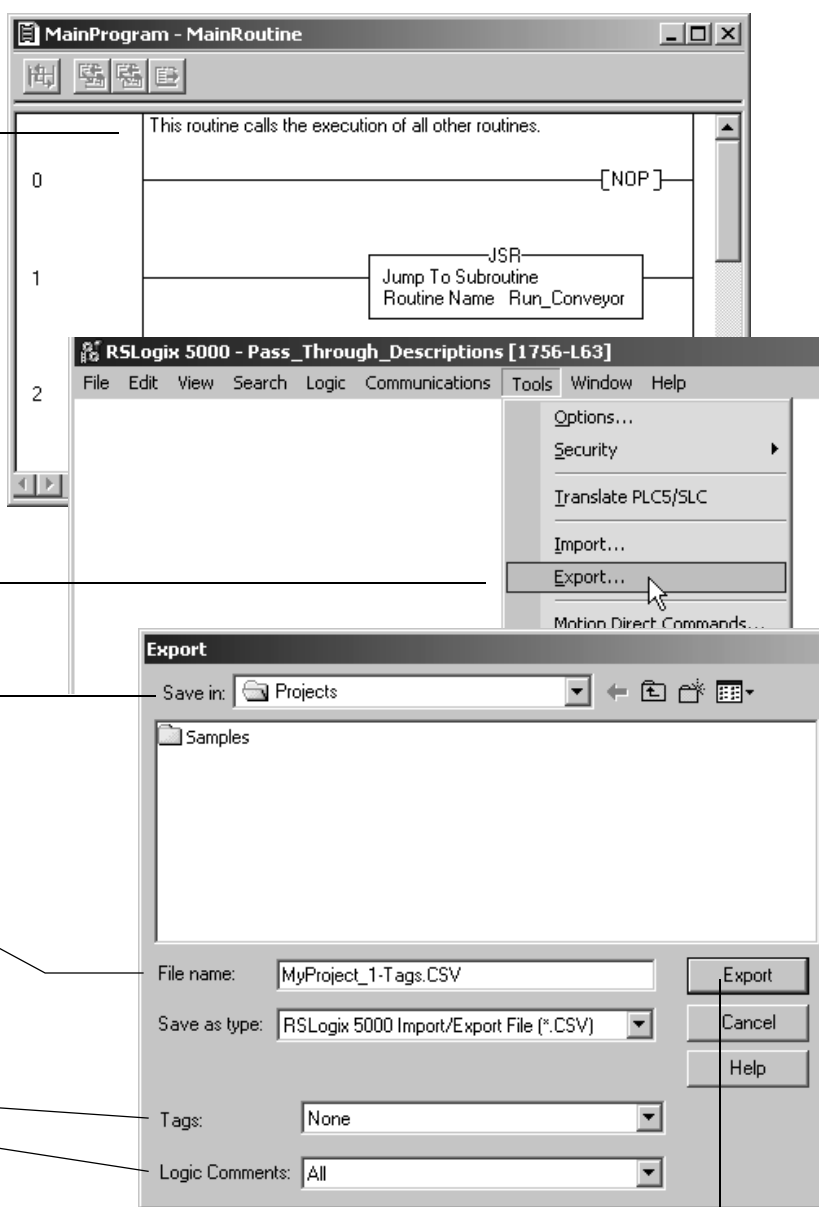 MainProgram - MainRoutine
This routine calls the execution of all other routines.
0
NOP
JSR
1
Jump To Subroutine
Routine Name Run_Conveyor
2
RSLogix 5000 - Pass_Through_Descriptions [1756-L63]
File Edit View Search Logic Communications Tools Window Help
Options...
Security
Translate PLC5/SLC
Import...
Export...
Motion Direct Commands...
Export
Save in: Projects
Samples
File name: MyProject_1-Tags.CSV
Export
Save as type: RSLogix 5000 Import/Export File (*.CSV)
Cancel
Help
Tags: None
Logic Comments: All